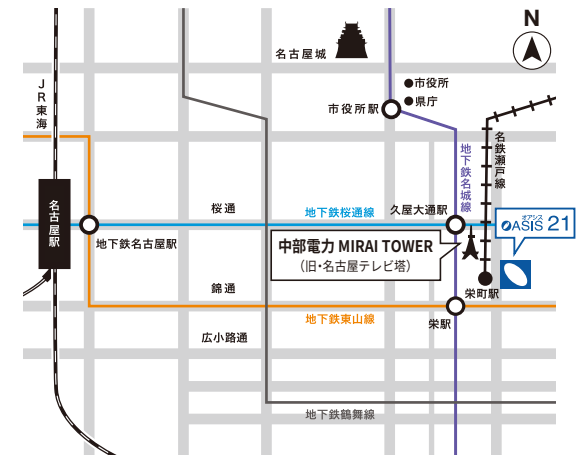 N
名古屋城
JR東海
市役所
県庁
市役所駅
地下鉄名城線
名鉄瀬戸線
名古屋駅
桜通
地下鉄桜通線
久屋大通駅
オアシス
OASIS 21
地下鉄名古屋駅
中部電力 MIRAI TOWER
（旧・名古屋テレビ塔）
錦通
栄町駅
地下鉄東山線
栄駅
広小路通
地下鉄鶴舞線